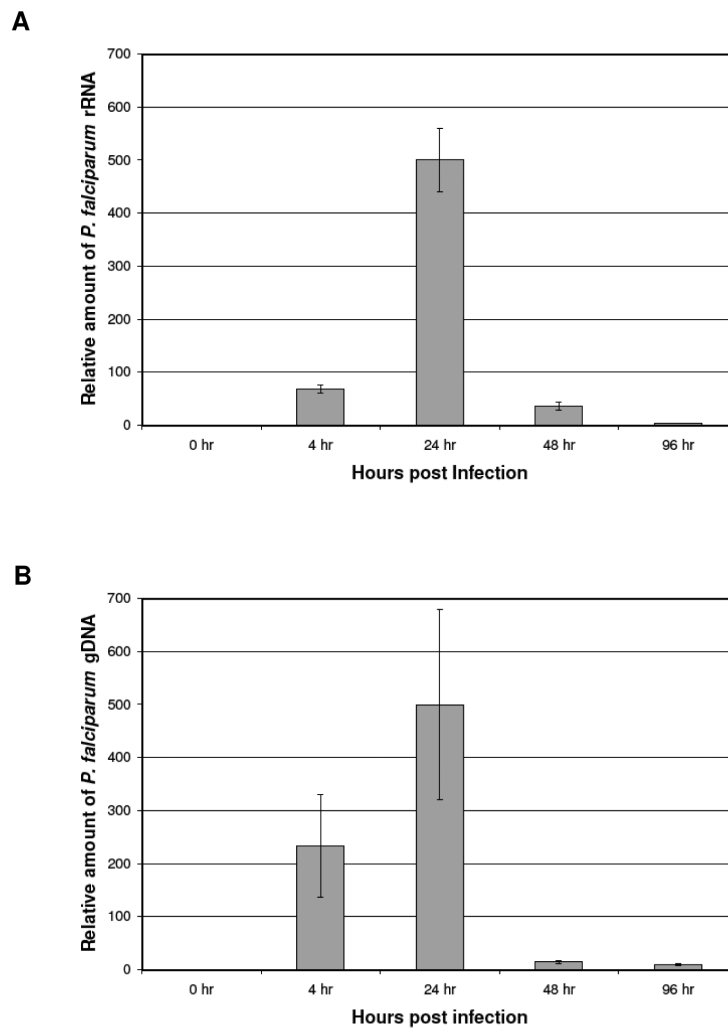 A
Relative amount of P. falciparum rRNA
700
600
500
400
300
200
100
0
0 hr 4 hr 24 hr 48 hr 96 hr
Hours post Infection
B
Relative amount of P. falciparum gDNA
700
600
500
400
300
200
100
0
0 hr 4 hr 24 hr 48 hr 96 hr
Hours post infection